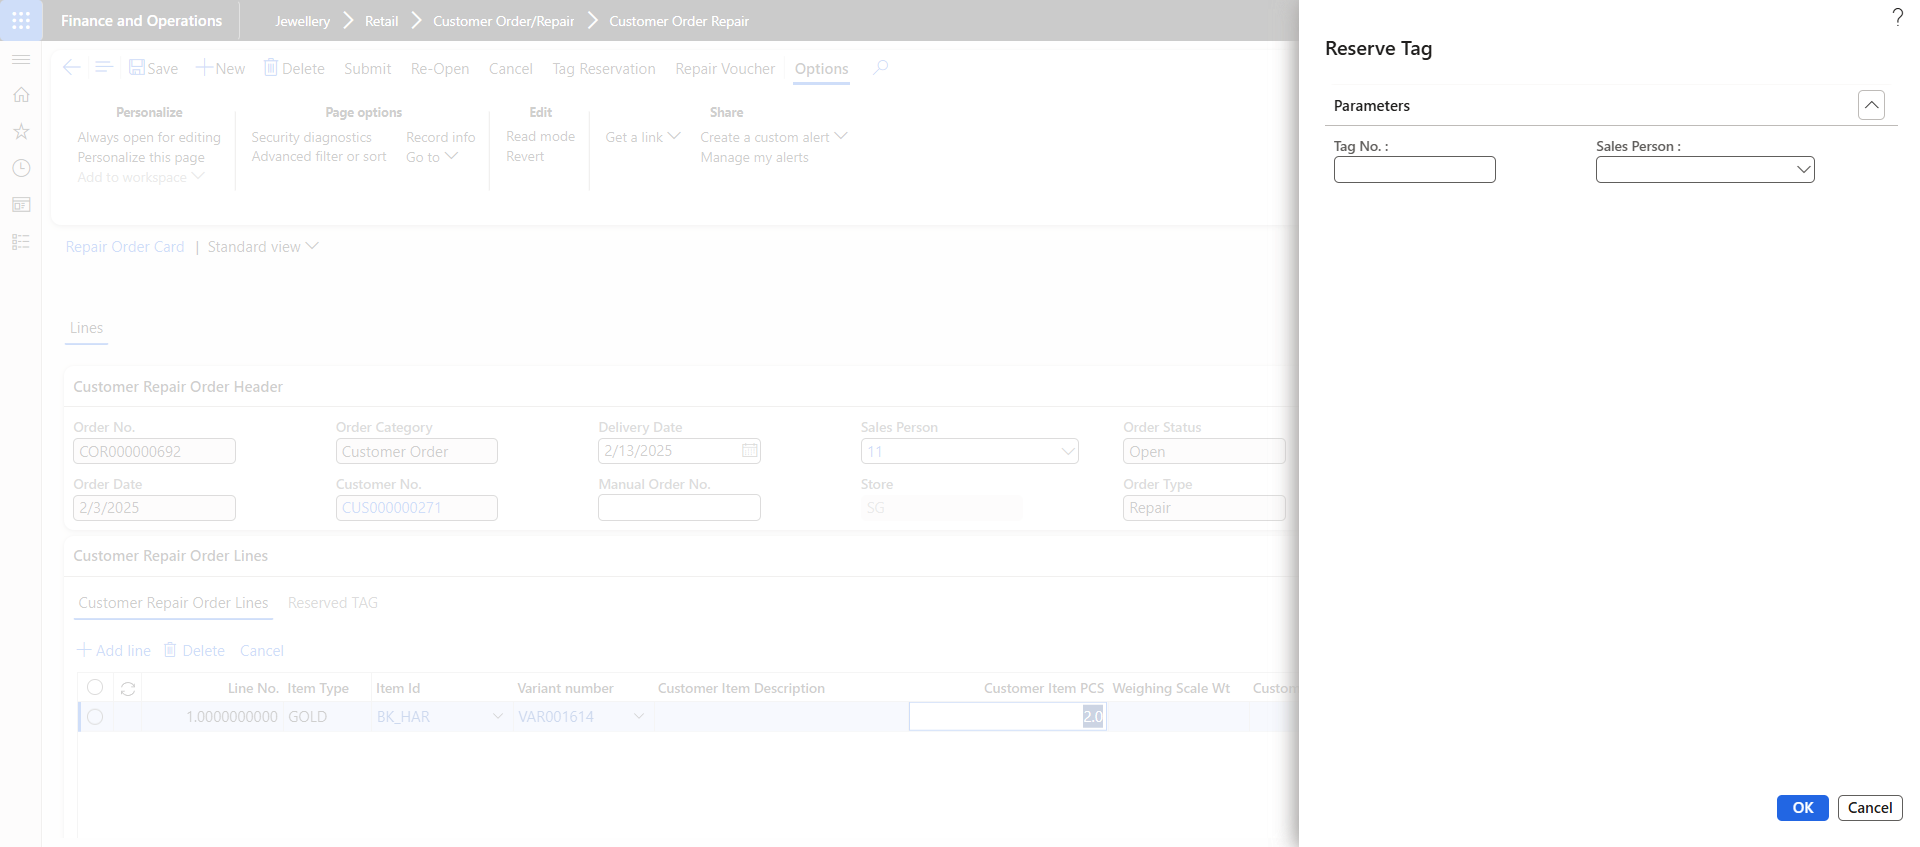 Finance and Operations
Jewellery > Retail > Customer Order/Repair > Customer Order Repair
?
Save New Delete Submit Re-Open Cancel Tag Reservation Repair Voucher Options
Personalize
Always open for editing
Personalize this page
Add to workspace
Page options
Security diagnostics
Advanced filter or sort
Record info
Go to
Edit
Read mode
Revert
Get a link
Share
Create a custom alert
Manage my alerts
Repair Order Card | Standard view
Lines
Customer Repair Order Header
Order No. Order Category Delivery Date Sales Person Order Status
COR000000692 Customer Order 2/13/2025 11 Open
Order Date Customer No. Manual Order No. Store Order Type
2/3/2025 CUS000000271 SG Repair
Customer Repair Order Lines
Customer Repair Order Lines Reserved TAG
Add line Delete Cancel
Line No. Item Type Item Id Variant number Customer Item Description Customer Item PCS Weighing Scale Wt
1.0000000000 GOLD BK_HAR VAR001614 2.0
Reserve Tag
Parameters
Tag No. : Sales Person :
OK Cancel